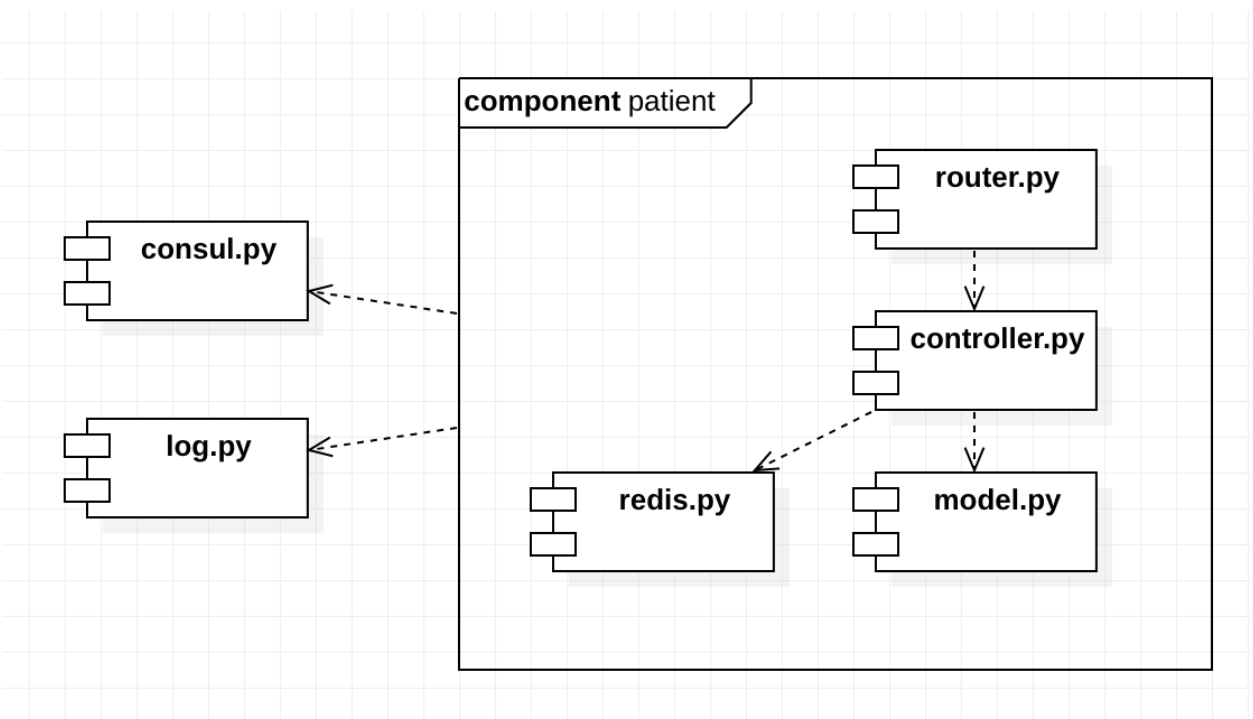 component patient
router.py
consul.py
controller.py
log.py
redis.py
model.py